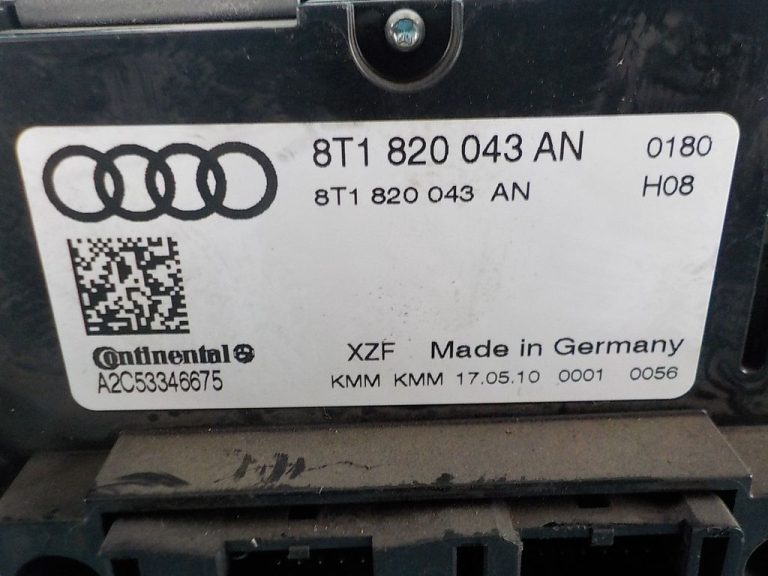 8T1 820 043 AN 0180
8T1 820 043 AN H08
Continental
A2C53346675
XZF Made in Germany
KMM KMM 17.05.10 0001 0056